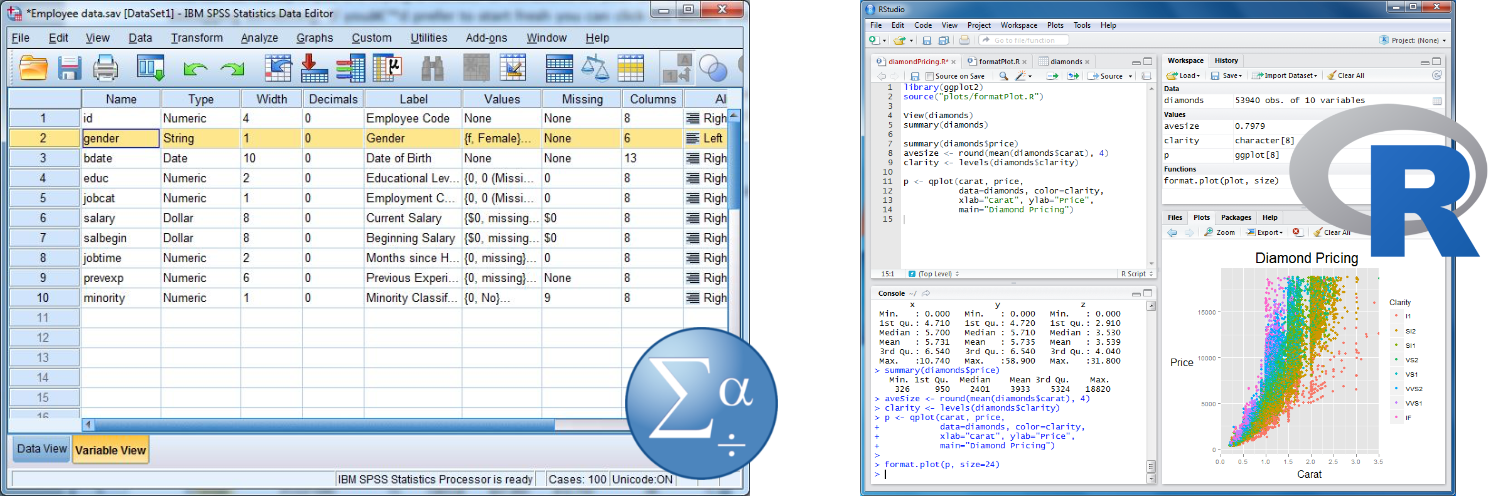 *Employee data.sav [DataSet1] - IBM SPSS Statistics Data Editor
File Edit View Data Transform Analyze Graphs Custom Utilities Add-ons Window Help
Name Type Width Decimals Label Values Missing Columns Al
1 id Numeric 4 0 Employee Code None None 8 Righ
2 gender String 1 0 Gender {f, Female}... None 6 Left
3 bdate Date 10 0 Date of Birth None None 13 Righ
4 educ Numeric 2 0 Educational Lev... {0, 0 (Missi... 0 8 Righ
5 jobcat Numeric 1 0 Employment C... {0, 0 (Missi... 0 8 Righ
6 salary Dollar 8 0 Current Salary {$0, missing... $0 8 Righ
7 salbegin Dollar 8 0 Beginning Salary {$0, missing... $0 8 Righ
8 jobtime Numeric 2 0 Months since H... {0, missing}... 0 8 Righ
9 prevexp Numeric 6 0 Previous Experi... {0, missing}... None 8 Righ
10 minority Numeric 1 0 Minority Classif... {0, No}... 9 8 Righ
11
12
13
14
15
16
Data View Variable View
IBM SPSS Statistics Processor is ready Cases: 100 Unicode:ON
Σα÷
RStudio
File Edit Code View Project Workspace Plots Tools Help
Go to file/function Project: (None)
diamondPricing.R* formatPlot.R diamonds
Source on Save Source
1 library(ggplot2)
2 source("plots/formatPlot.R")
3
4 View(diamonds)
5 summary(diamonds)
6
7 summary(diamonds$price)
8 aveSize <- round(mean(diamonds$carat), 4)
9 clarity <- levels(diamonds$clarity)
10
11 p <- qplot(carat, price,
12 data=diamonds, color=clarity,
13 xlab="Carat", ylab="Price",
14 main="Diamond Pricing")
15
15:1 (Top Level) R Script
Console ~/
x y z
Min. : 0.000 Min. : 0.000 Min. : 0.000
1st Qu.: 4.710 1st Qu.: 4.720 1st Qu.: 2.910
Median : 5.700 Median : 5.710 Median : 3.530
Mean : 5.731 Mean : 5.735 Mean : 3.539
3rd Qu.: 6.540 3rd Qu.: 6.540 3rd Qu.: 4.040
Max. :10.740 Max. :58.900 Max. :31.800
> summary(diamonds$price)
Min. 1st Qu. Median Mean 3rd Qu. Max.
326 950 2401 3933 5324 18820
> aveSize <- round(mean(diamonds$carat), 4)
> clarity <- levels(diamonds$clarity)
> p <- qplot(carat, price,
+ data=diamonds, color=clarity,
+ xlab="Carat", ylab="Price",
+ main="Diamond Pricing")
>
> format.plot(p, size=24)
>
Workspace History
Load Save Import Dataset Clear All
Data
diamonds 53940 obs. of 10 variables
Values
aveSize 0.7979
clarity character[8]
p ggplot[8]
Functions
format.plot(plot, size)
R
Files Plots Packages Help
Zoom Export Clear All
Diamond Pricing
Price
15000
10000
5000
0
0.0 0.5 1.0 1.5 2.0 2.5 3.0 3.5
Carat
Clarity
I1
SI2
SI1
VS2
VS1
VVS2
VVS1
IF